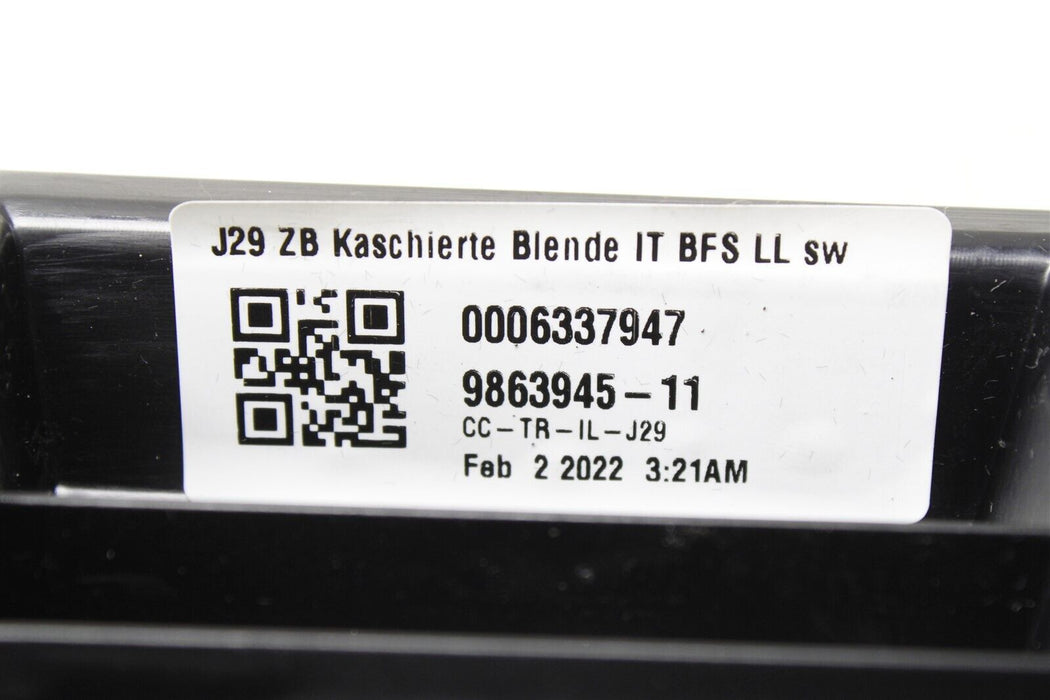 J29 ZB Kaschierte Blende IT BFS LL sw
0006337947
9863945-11
CC-TR-IL-J29
Feb 2 2022 3:21AM